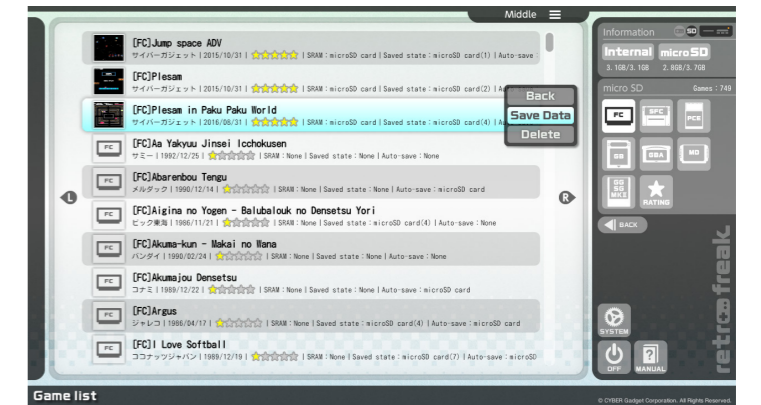 Middle
[FC]Jump space ADV
サイバーガジェット | 2015/10/31 | | SRAM：microSD card | Saved state：microSD card(1) | Auto-save
[FC]Plesam
サイバーガジェット | 2015/10/31 | | SRAM：microSD card | Saved state：microSD card(2) |
[FC]Plesam in Paku Paku World
サイバーガジェット | 2016/08/31 | | SRAM：microSD card | Saved state：microSD card(4) |
Back
Save Data
Delete
FC [FC]Aa Yakyuu Jinsei Icchokusen
サミー | 1992/12/25 | | SRAM：None | Saved state：None | Auto-save：None
FC [FC]Abarenbou Tengu
メルダック | 1990/12/14 | | SRAM：None | Saved state：None | Auto-save：microSD card
L
R
FC [FC]Aigina no Yogen - Balubalouk no Densetsu Yori
ビック東海 | 1986/11/21 | | SRAM：None | Saved state：microSD card(4) | Auto-save：None
FC [FC]Akuma-kun - Makai no Wana
バンダイ | 1990/02/24 | | SRAM：None | Saved state：None | Auto-save：None
FC [FC]Akumajou Densetsu
コナミ | 1989/12/22 | | SRAM：None | Saved state：None | Auto-save：microSD card
FC [FC]Argus
ジャレコ | 1986/04/17 | | SRAM：None | Saved state：microSD card(4) | Auto-save：microSD card
FC [FC]I Love Softball
ココナッツジャパン | 1989/12/19 | | SRAM：None | Saved state：microSD card(7) | Auto-save：microSD
Information
SD
Internal microSD
3.1GB/3.1GB 2.8GB/3.7GB
micro SD Games：749
FC SFC PCE
GB GBA MD
GG SG MK3 RATING
BACK
retro freak.
SYSTEM
OFF MANUAL
Game list
© CYBER Gadget Corporation. All Rights Reserved.